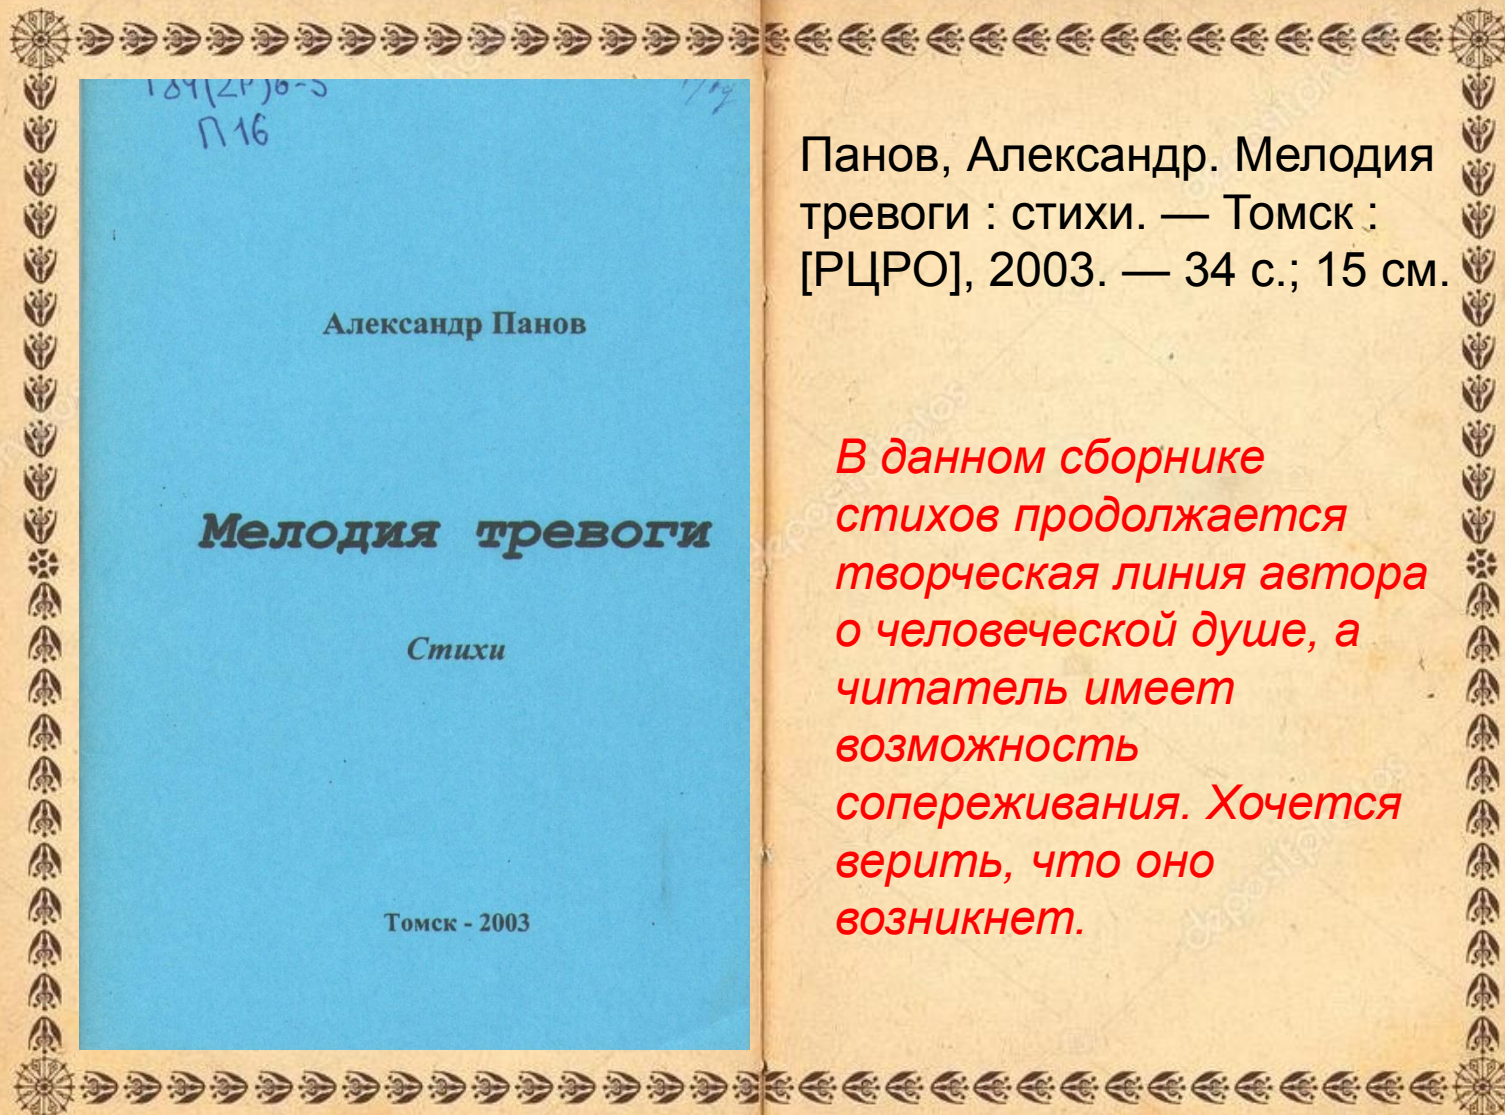 П16
Александр Панов
Мелодия тревоги
Стихи
Томск - 2003
Панов, Александр. Мелодия
тревоги : стихи. — Томск :
[РЦРО], 2003. — 34 с.; 15 см.
В данном сборнике
стихов продолжается
творческая линия автора
о человеческой душе, а
читатель имеет
возможность
сопереживания. Хочется
верить, что оно
возникнет.